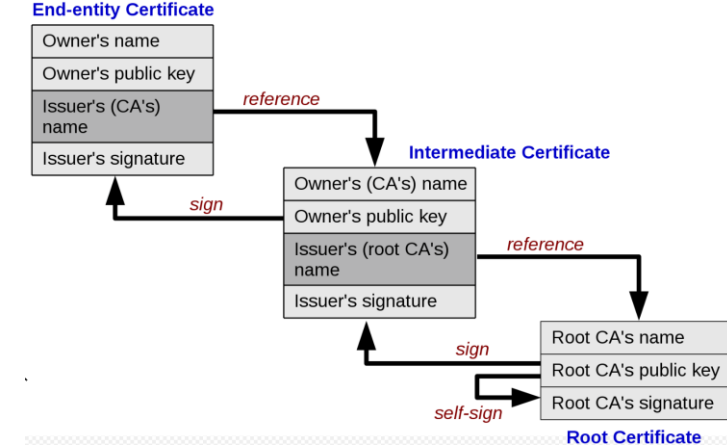 End-entity Certificate
Owner's name
Owner's public key
Issuer's (CA's)
name
Issuer's signature
reference
sign
Intermediate Certificate
Owner's (CA's) name
Owner's public key
Issuer's (root CA's)
name
Issuer's signature
reference
sign
self-sign
Root CA's name
Root CA's public key
Root CA's signature
Root Certificate